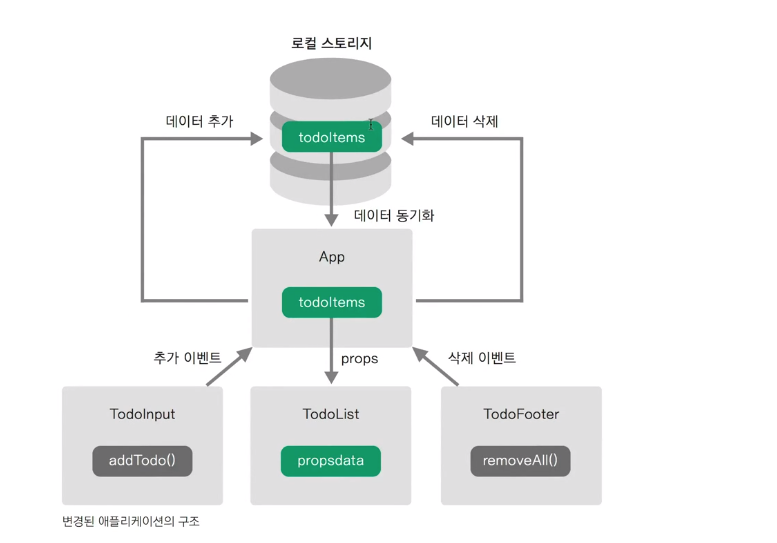 로컬 스토리지
데이터 추가
todoItems
데이터 삭제
데이터 동기화
App
todoItems
추가 이벤트
props
삭제 이벤트
TodoInput
TodoList
TodoFooter
addTodo()
propsdata
removeAll()
변경된 애플리케이션의 구조